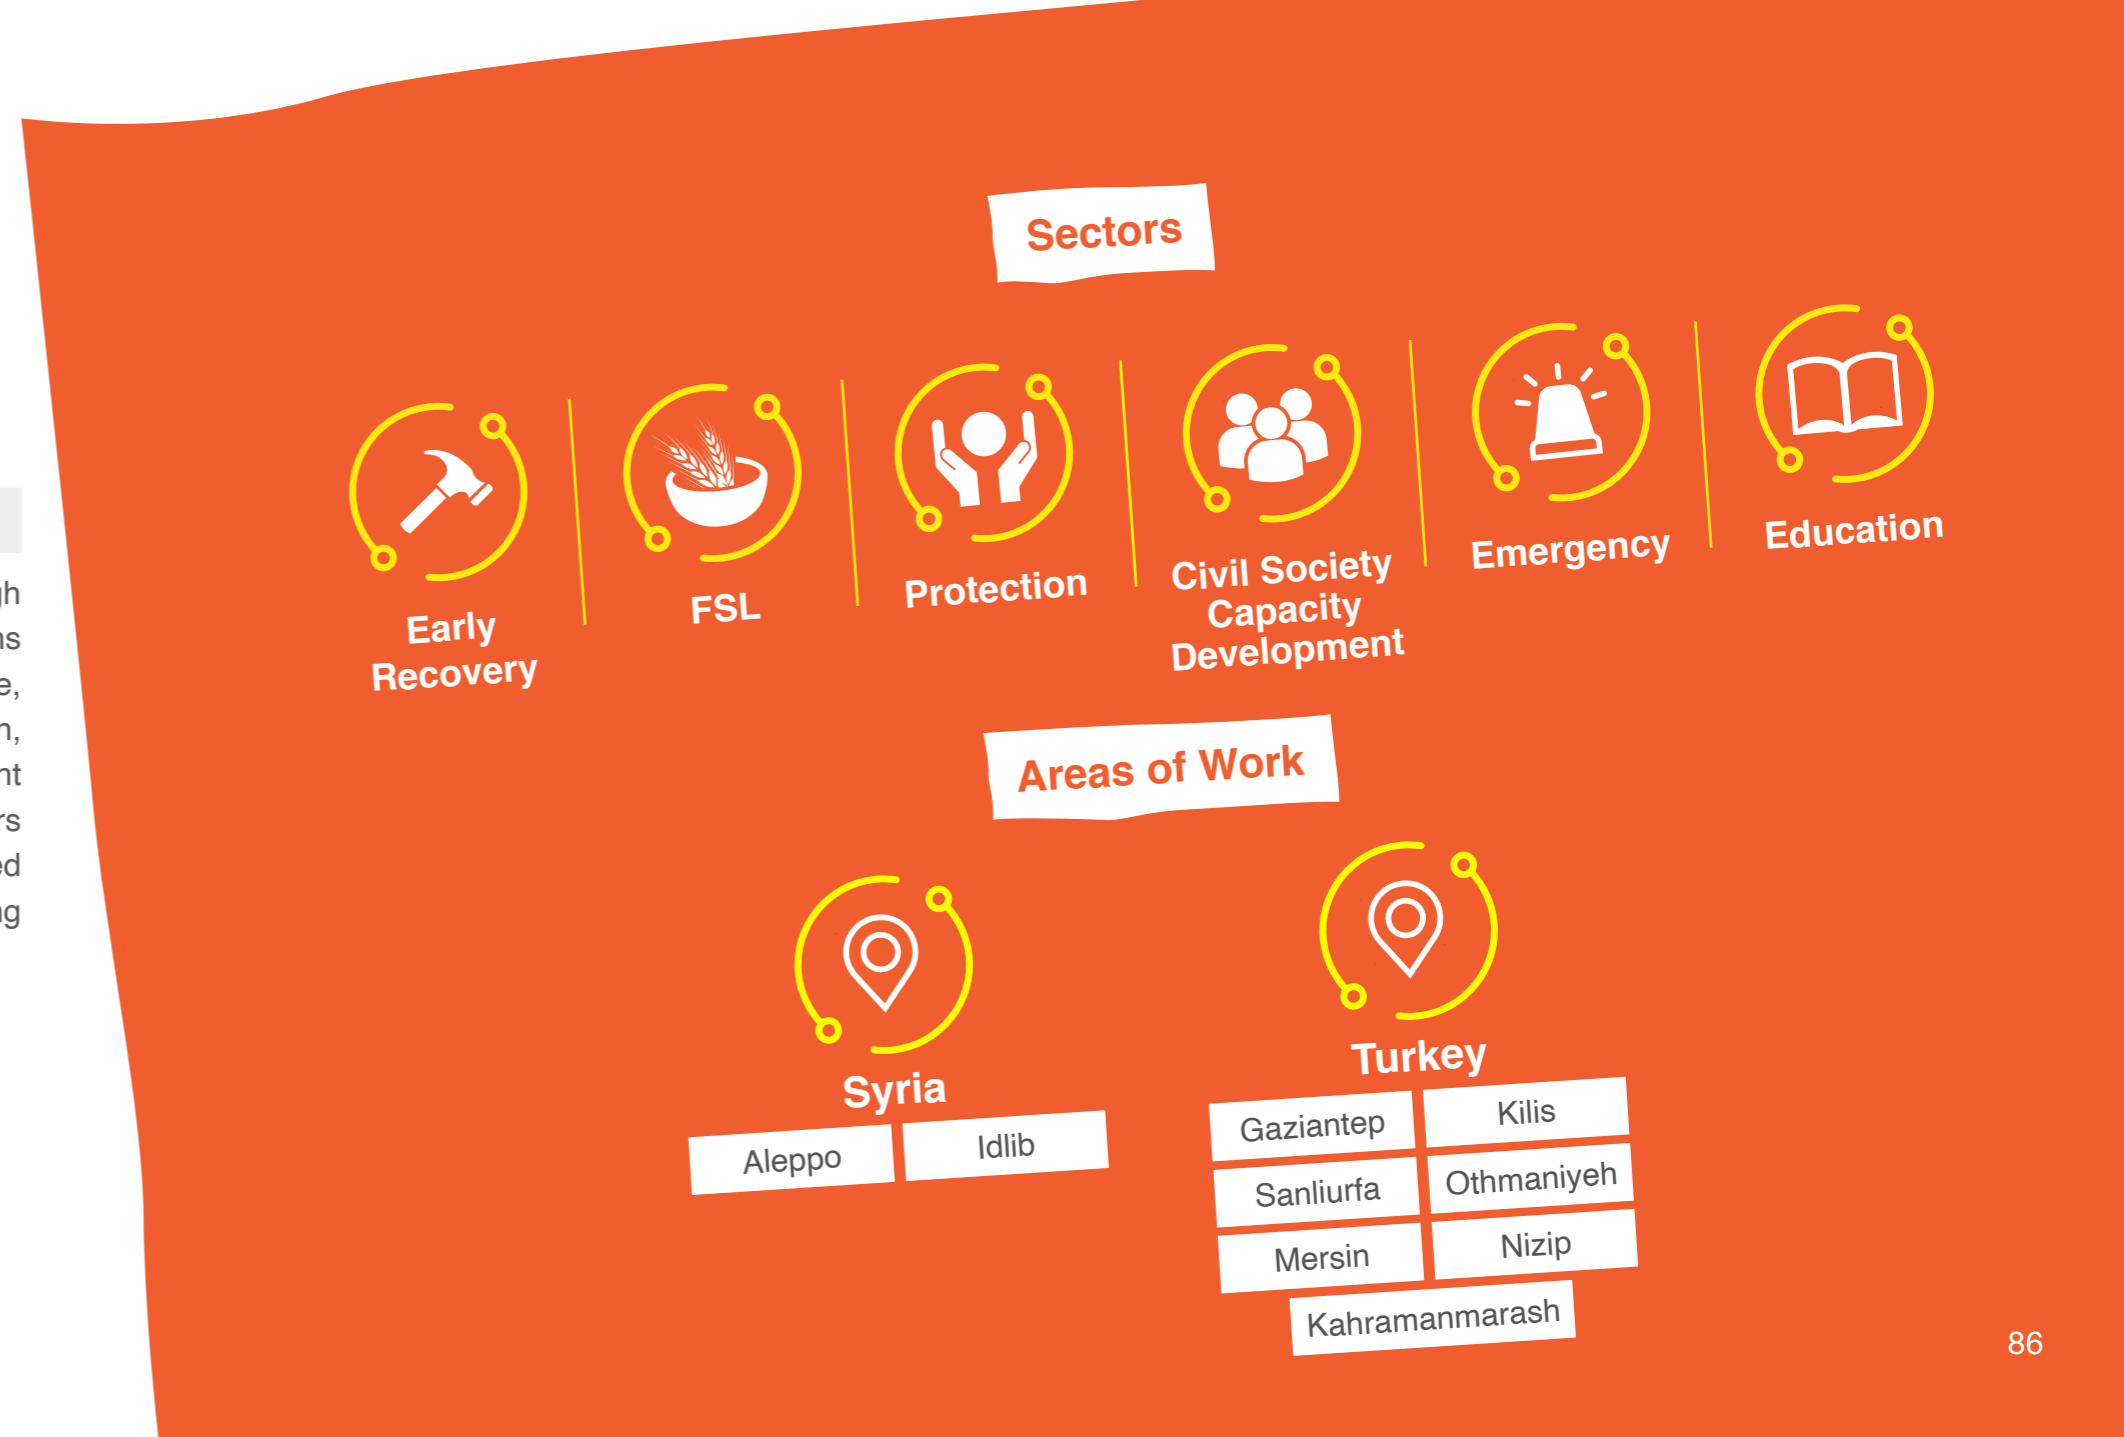 Sectors
Early
Recovery
FSL
Protection
Civil Society
Capacity
Development
Emergency
Education
Areas of Work
Syria
Aleppo
Idlib
Turkey
Gaziantep
Kilis
Sanliurfa
Othmaniyeh
Mersin
Nizip
Kahramanmarash
86